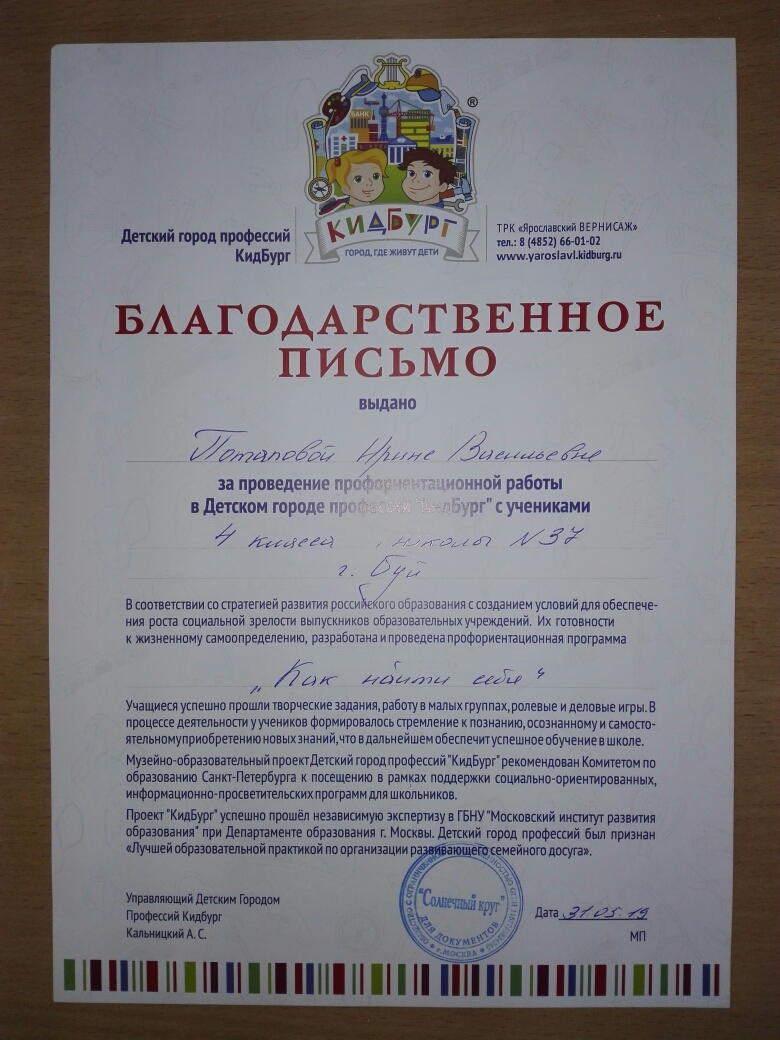 БАНК
®
КИДБУРГ
ГОРОД, ГДЕ ЖИВУТ ДЕТИ
Детский город профессий
КидБург
ТРК «Ярославский ВЕРНИСАЖ»
тел.: 8 (4852) 66-01-02
www.yaroslavl.kidburg.ru
БЛАГОДАРСТВЕННОЕ
ПИСЬМО
выдано
Потаповой Ирине Васильевне
за проведение профориентационной работы
в Детском городе профессий "КидБург" с учениками
4 класса школы N37
г. Буй
В соответствии со стратегией развития российского образования с созданием условий для обеспече-
ния роста социальной зрелости выпускников образовательных учреждений. Их готовности
к жизненному самоопределению, разработана и проведена профориентационная программа
„Как найти себя“
Учащиеся успешно прошли творческие задания, работу в малых группах, ролевые и деловые игры. В
процессе деятельности у учеников формировалось стремление к познанию, осознанному и самосто-
ятельному приобретению новых знаний, что в дальнейшем обеспечит успешное обучение в школе.
Музейно-образовательный проект Детский город профессий "КидБург" рекомендован Комитетом по
образованию Санкт-Петербурга к посещению в рамках поддержки социально-ориентированных,
информационно-просветительских программ для школьников.
Проект "КидБург" успешно прошёл независимую экспертизу в ГБНУ "Московский институт развития
образования" при Департаменте образования г. Москвы. Детский город профессий был признан
«Лучшей образовательной практикой по организации развивающего семейного досуга».
Управляющий Детским Городом
Профессий Кидбург
Кальницкий А. С.
"Солнечный круг"
ДЛЯ ДОКУМЕНТОВ
г. МОСКВА
Дата 31.05.19
МП